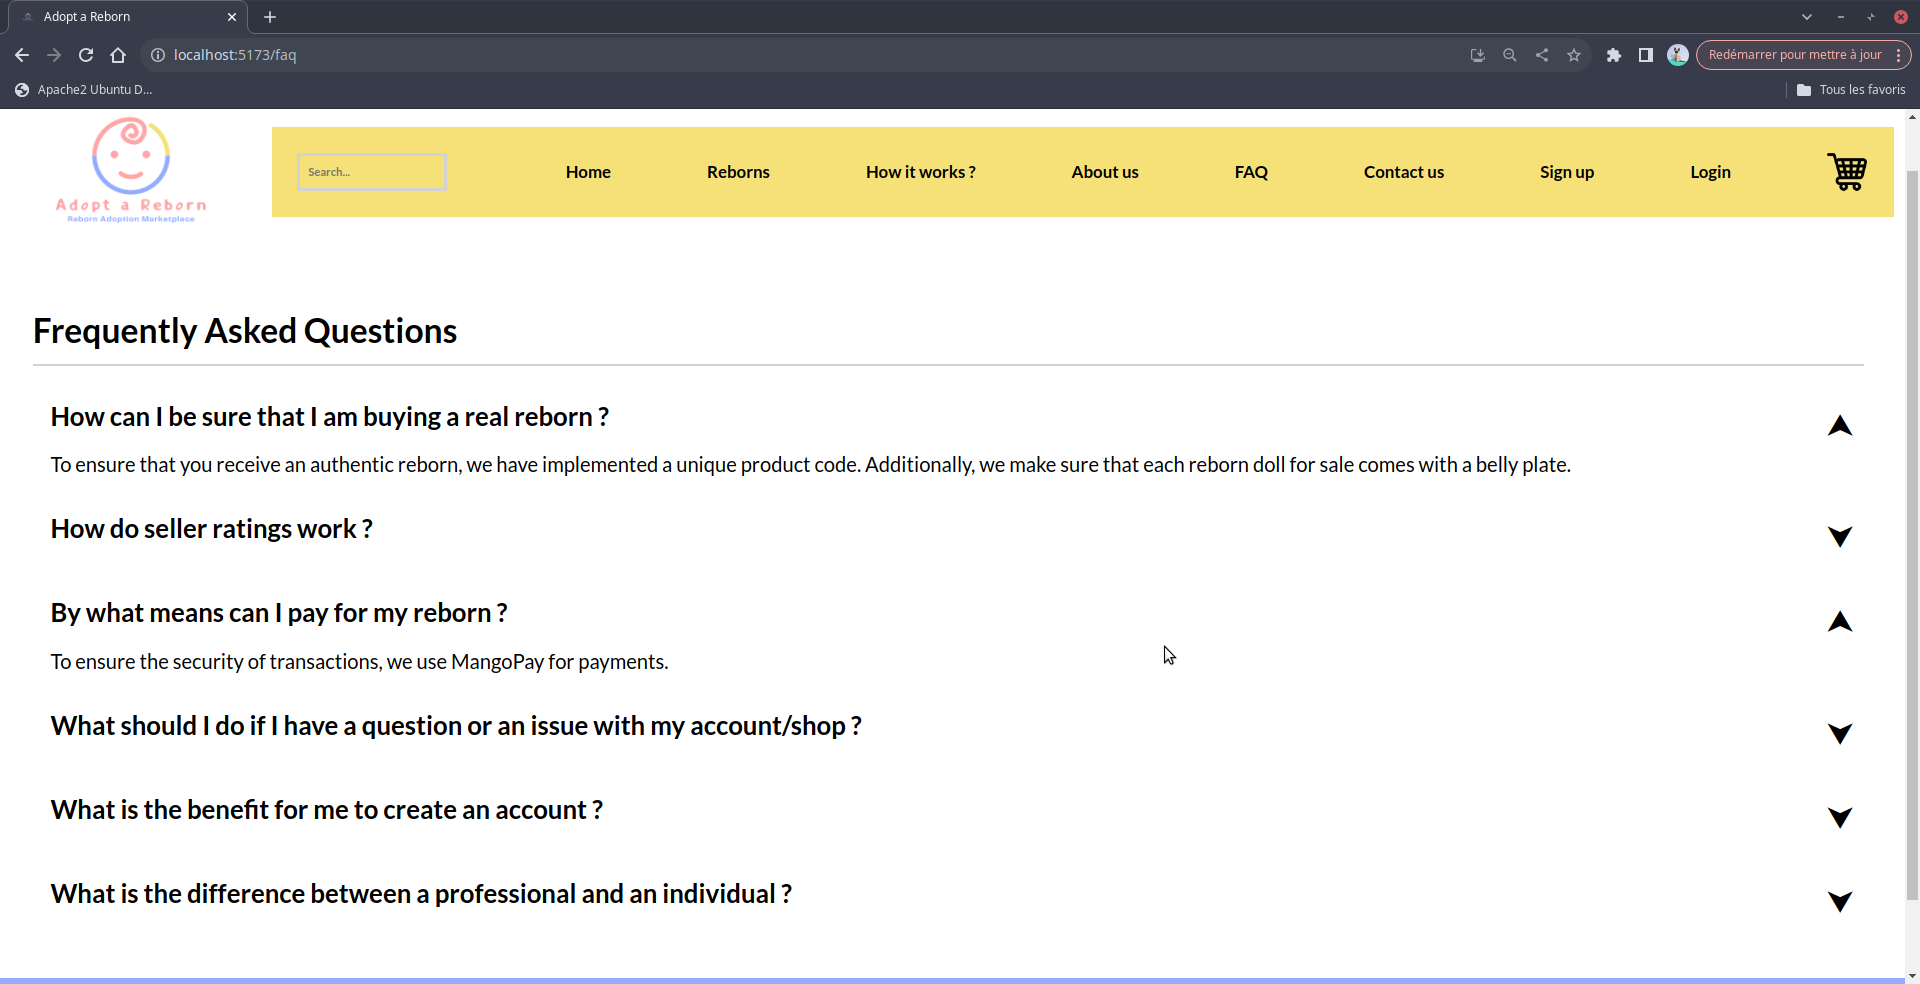 Adopt a Reborn
localhost:5173/faq
Redémarrer pour mettre à jour
Apache2 Ubuntu D...
Tous les favoris
Adopt a Reborn
Reborn Adoption Marketplace
Search...
Home
Reborns
How it works ?
About us
FAQ
Contact us
Sign up
Login
Frequently Asked Questions
How can I be sure that I am buying a real reborn ?
To ensure that you receive an authentic reborn, we have implemented a unique product code. Additionally, we make sure that each reborn doll for sale comes with a belly plate.
How do seller ratings work ?
By what means can I pay for my reborn ?
To ensure the security of transactions, we use MangoPay for payments.
What should I do if I have a question or an issue with my account/shop ?
What is the benefit for me to create an account ?
What is the difference between a professional and an individual ?